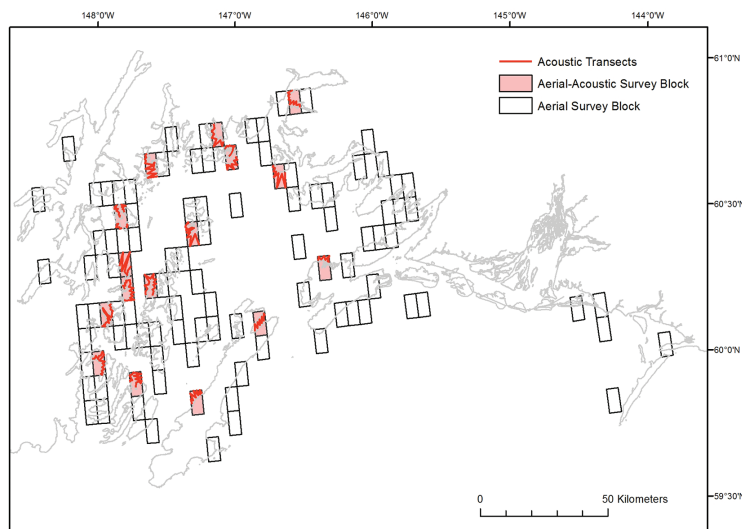 148°0'W 147°0'W 146°0'W 145°0'W 144°0'W
61°0'N
Acoustic Transects
Aerial-Acoustic Survey Block
Aerial Survey Block
60°30'N
60°0'N
59°30'N
0 50 Kilometers